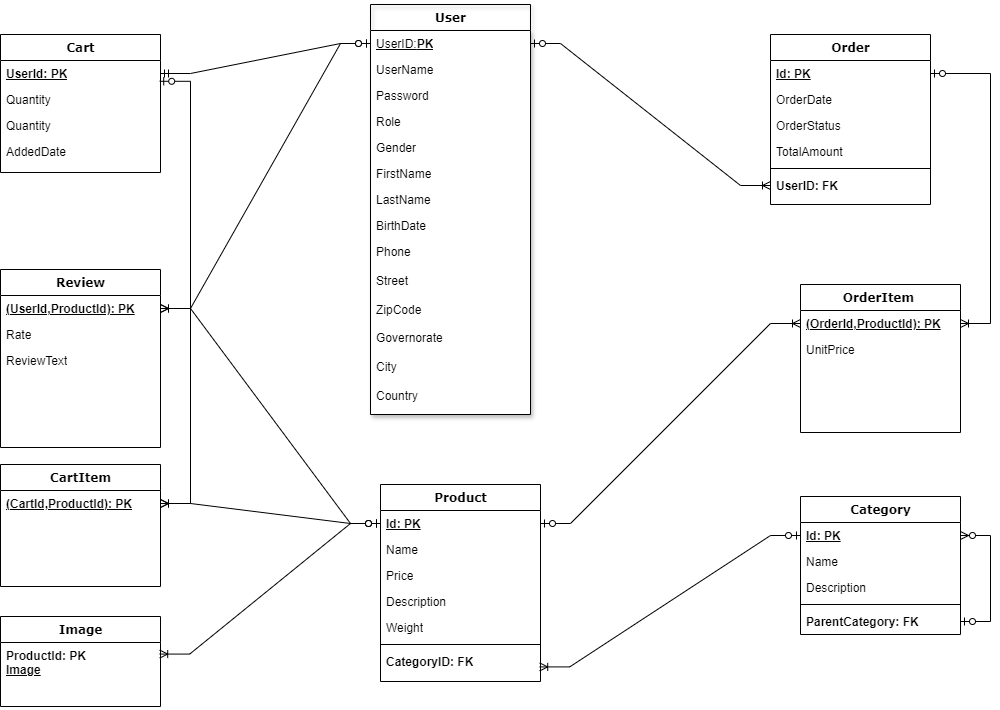 Cart
UserId: PK
Quantity
Quantity
AddedDate
User
UserID:PK
UserName
Password
Role
Gender
FirstName
LastName
BirthDate
Phone
Street
ZipCode
Governorate
City
Country
Order
Id: PK
OrderDate
OrderStatus
TotalAmount
UserID: FK
Review
(UserId,ProductId): PK
Rate
ReviewText
OrderItem
(OrderId,ProductId): PK
UnitPrice
CartItem
(CartId,ProductId): PK
Product
Id: PK
Name
Price
Description
Weight
CategoryID: FK
Category
Id: PK
Name
Description
ParentCategory: FK
Image
ProductId: PK
Image